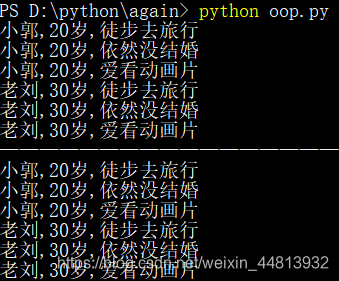 PS D:\python\again> python oop.py
小郭,20岁,徒步去旅行
小郭,20岁,依然没结婚
小郭,20岁,爱看动画片
老刘,30岁,徒步去旅行
老刘,30岁,依然没结婚
老刘,30岁,爱看动画片
————————————————————
小郭,20岁,徒步去旅行
小郭,20岁,依然没结婚
小郭,20岁,爱看动画片
老刘,30岁,徒步去旅行
老刘,30岁,依然没结婚
老刘,30岁,爱看动画片
https://blog.csdn.net/weixin_44813932